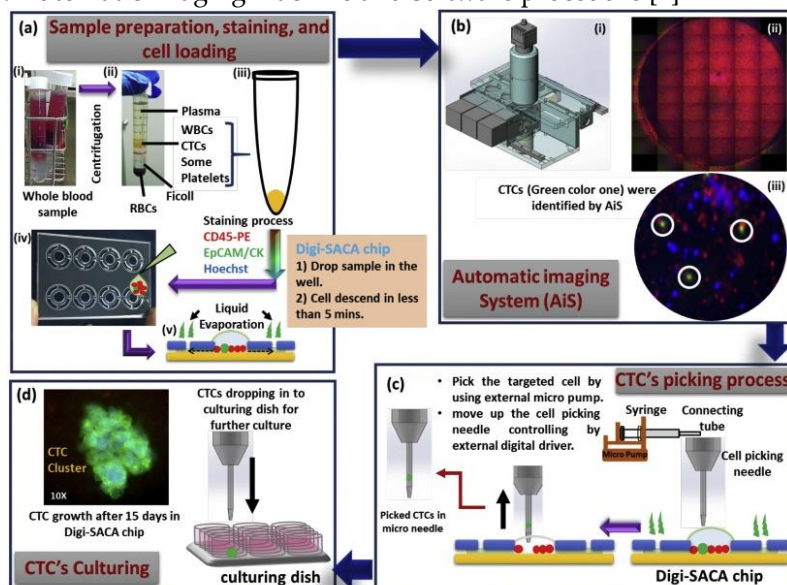 (a)
Sample preparation, staining, and
cell loading
(i)
(ii)
(iii)
Centrifugation
Plasma
WBCs
CTCs
Some
Platelets
Ficoll
RBCs
Whole blood
sample
Staining process
CD45-PE
EpCAM/CK
Hoechst
(iv)
Digi-SACA chip
1) Drop sample in the
well.
2) Cell descend in less
than 5 mins.
Liquid
Evaporation
(v)
(b)
(i)
(ii)
CTCs (Green color one) were
identified by AiS
(iii)
Automatic imaging
System (AiS)
(c)
• Pick the targeted cell by
using external micro pump.
• move up the cell picking
needle controlling by
external digital driver.
CTC's picking process
Syringe
Connecting
tube
Micro Pump
Cell picking
needle
Picked CTCs in
micro needle
Digi-SACA chip
(d)
CTC
Cluster
10X
CTC growth after 15 days in
Digi-SACA chip
CTCs dropping in to
culturing dish for
further culture
CTC's Culturing
culturing dish